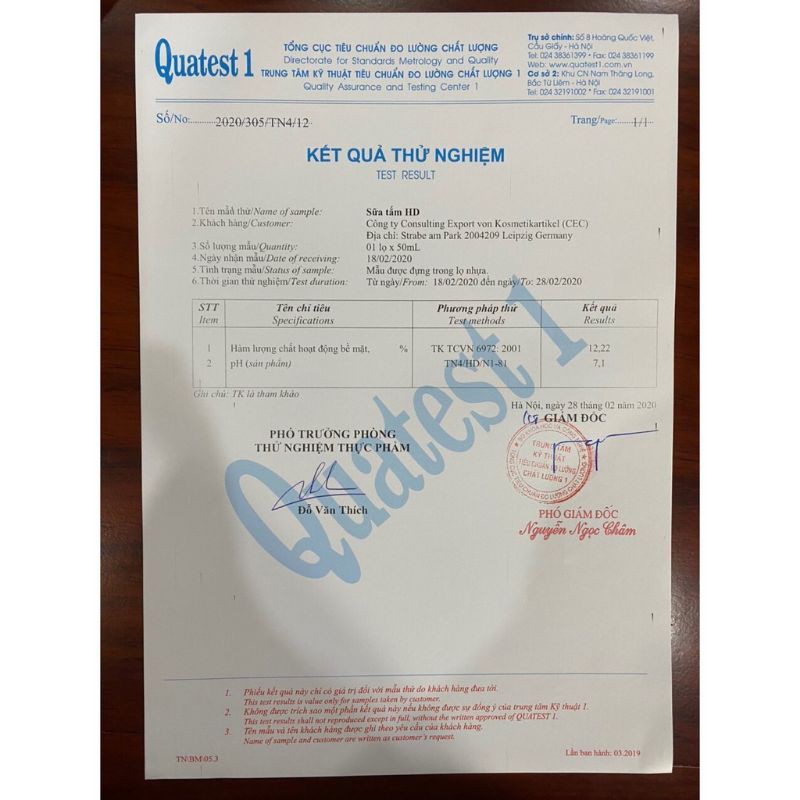 Quatest 1
TỔNG CỤC TIÊU CHUẨN ĐO LƯỜNG CHẤT LƯỢNG
Directorate for Standards Metrology and Quality
TRUNG TÂM KỸ THUẬT TIÊU CHUẨN ĐO LƯỜNG CHẤT LƯỢNG 1
Quality Assurance and Testing Center 1
Trụ sở chính: Số 8 Hoàng Quốc Việt,
Cầu Giấy - Hà Nội
Tel: 024 38361399 * Fax: 024 38361199
Web: www.quatest1.com.vn
Cơ sở 2: Khu CN Nam Thăng Long,
Bắc Từ Liêm - Hà Nội
Tel: 024 32191002 * Fax: 024 32191001
Số/No:..........2020/305/TN4/12
Trang/Page:.......1/1..
KẾT QUẢ THỬ NGHIỆM
TEST RESULT
1.Tên mẫu thử/Name of sample: Sữa tắm HD
2.Khách hàng/Customer: Công ty Consulting Export von Kosmetikartikel (CEC)
Địa chỉ: Strabe am Park 2004209 Leipzig Germany
3.Số lượng mẫu/Quantity: 01 lọ x 50mL
4.Ngày nhận mẫu/Date of receiving: 18/02/2020
5.Tình trạng mẫu/Status of sample: Mẫu được đựng trong lọ nhựa.
6.Thời gian thử nghiệm/Test duration: Từ ngày/From: 18/02/2020 đến ngày/To: 28/02/2020
STT Tên chỉ tiêu Phương pháp thử Kết quả
Item Specifications Test methods Results
1 Hàm lượng chất hoạt động bề mặt, % TK TCVN 6972: 2001 12,22
2 pH (sản phẩm) TN4/HD/N1-81 7,1
Ghi chú: TK là tham khảo
Hà Nội, ngày 28 tháng 02 năm 2020
GIÁM ĐỐC
PHÓ TRƯỞNG PHÒNG
THỬ NGHIỆM THỰC PHẨM
Đỗ Văn Thích
TRUNG TÂM
KỸ THUẬT
TIÊU CHUẨN ĐO LƯỜNG
CHẤT LƯỢNG 1
PHÓ GIÁM ĐỐC
Nguyễn Ngọc Châm
Quatest 1
1. Phiếu kết quả này chỉ có giá trị đối với mẫu thử do khách hàng đưa tới.
This test results is value only for samples taken by customer.
2. Không được trích sao một phần kết quả này nếu không được sự đồng ý của trung tâm Kỹ thuật 1.
This test results shall not reproduced except in full, without the written approved of QUATEST 1.
3. Tên mẫu và tên khách hàng được ghi theo yêu cầu của khách hàng.
Name of sample and customer are written as customer's request.
TN\BM\05.3
Lần ban hành: 03.2019